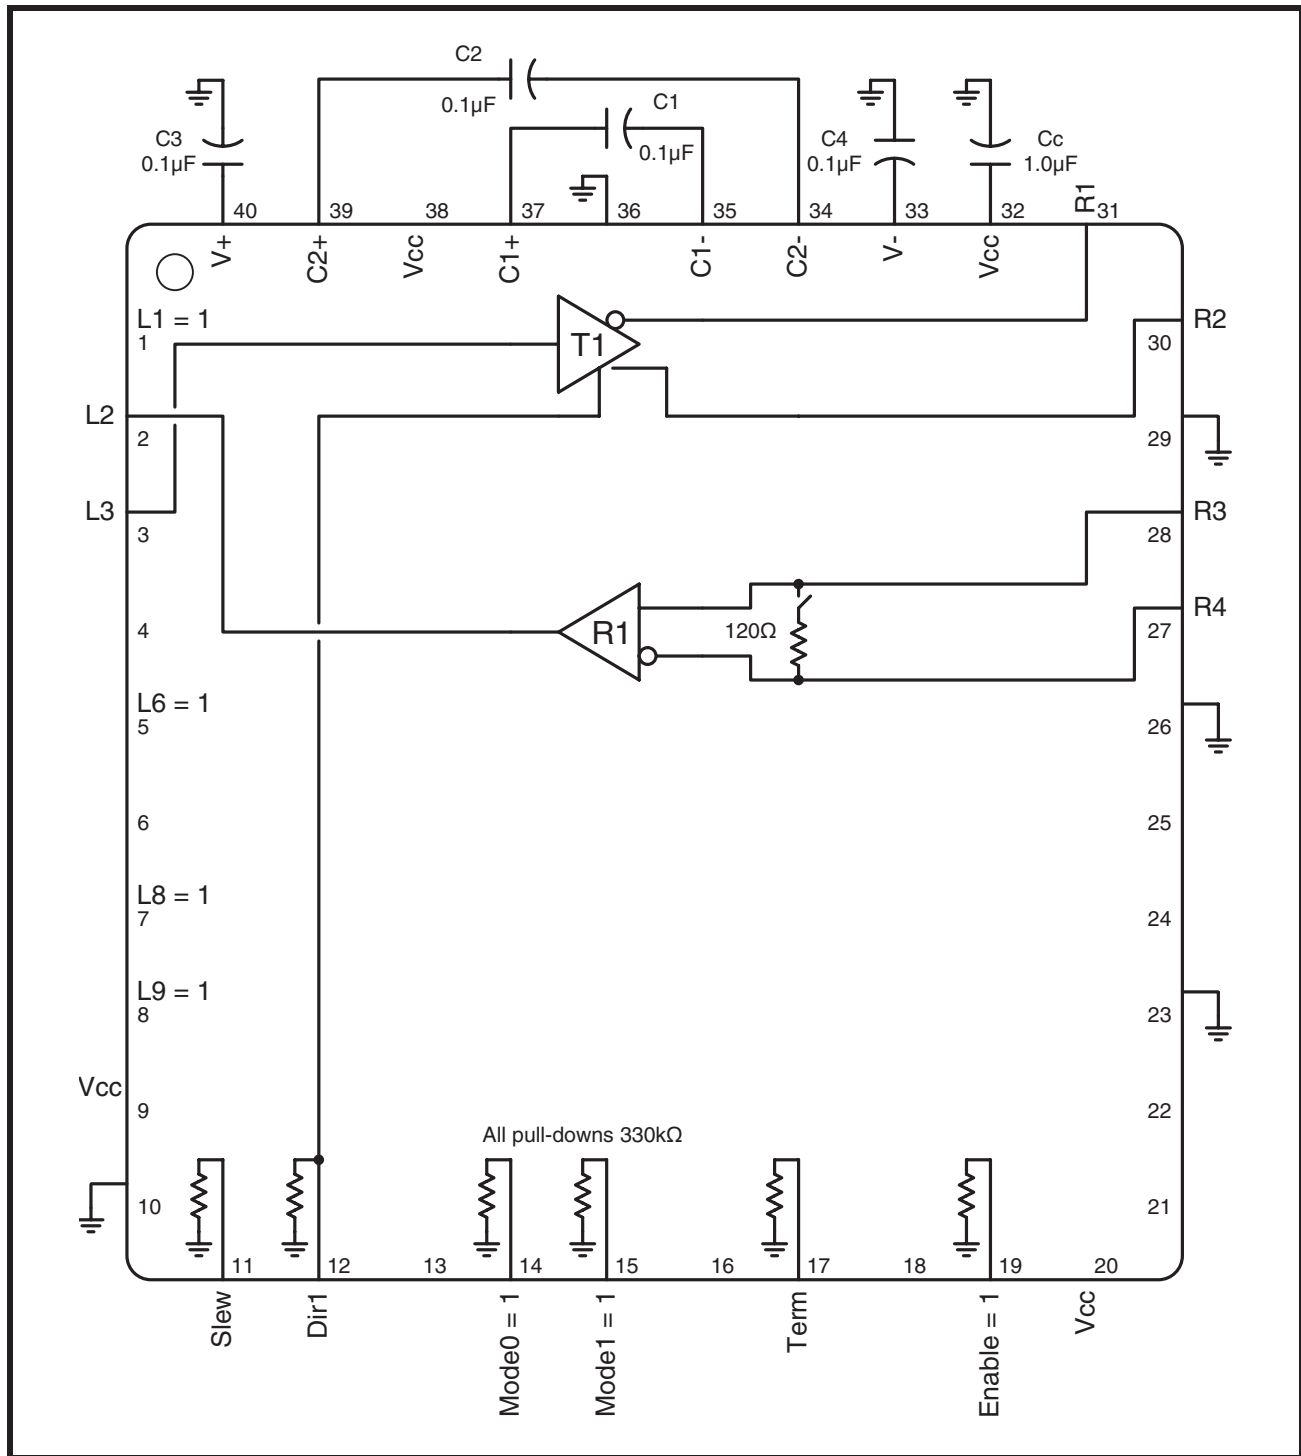 C2
0.1µF
C1
0.1µF
C3
0.1µF
C4
0.1µF
Cc
1.0µF
R1
40
39
38
37
36
35
34
33
32
31
V+
C2+
Vcc
C1+
C1-
C2-
V-
Vcc
L1 = 1
1
T1
R2
30
L2
2
29
L3
3
R3
28
4
R1
120Ω
R4
27
L6 = 1
5
26
6
25
L8 = 1
7
24
L9 = 1
8
23
Vcc
9
22
All pull-downs 330kΩ
10
21
11
12
13
14
15
16
17
18
19
20
Slew
Dir1
Mode0 = 1
Mode1 = 1
Term
Enable = 1
Vcc